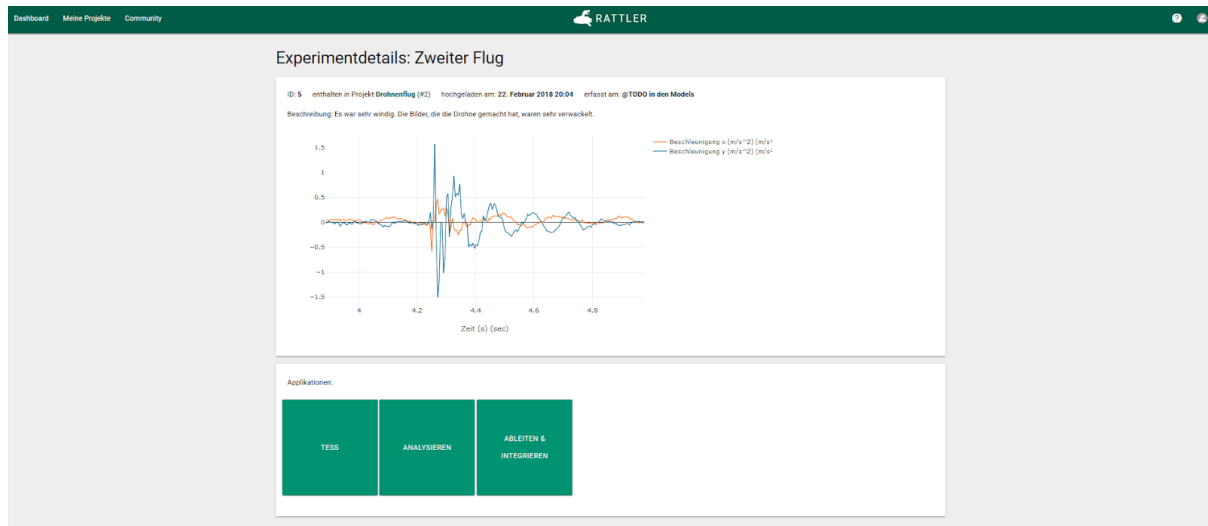 Dashboard Meine Projekte Community RATTLER ?
Experimentdetails: Zweiter Flug
ID: 5 enthalten in Projekt Drohnenflug (#2) hochgeladen am: 22. Februar 2018 20:04 erfasst am: @TODO in den Models
Beschreibung: Es war sehr windig. Die Bilder, die die Drohne gemacht hat, waren sehr verwackelt.
Beschleunigung x (m/s^2) (m/s²
Beschleunigung y (m/s^2) (m/s²
1.5
1
0.5
0
−0.5
−1
−1.5
4 4.2 4.4 4.6 4.8
Zeit (s) (sec)
Applikationen:
TESS ANALYSIEREN ABLEITEN &
INTEGRIEREN